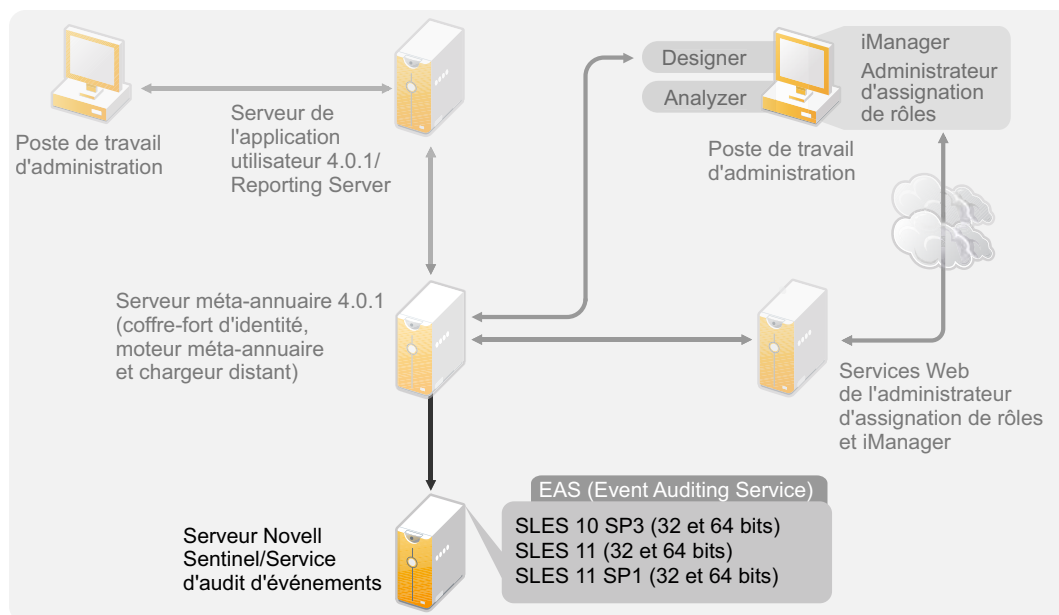 Poste de travail
d'administration
Serveur de
l'application
utilisateur 4.0.1/
Reporting Server
Designer
Analyzer
iManager
Administrateur
d'assignation
de rôles
Poste de travail
d'administration
Serveur méta-annuaire 4.0.1
(coffre-fort d'identité,
moteur méta-annuaire
et chargeur distant)
Services Web
de l'administrateur
d'assignation de rôles
et iManager
Serveur Novell
Sentinel/Service
d'audit d'événements
EAS (Event Auditing Service)
SLES 10 SP3 (32 et 64 bits)
SLES 11 (32 et 64 bits)
SLES 11 SP1 (32 et 64 bits)